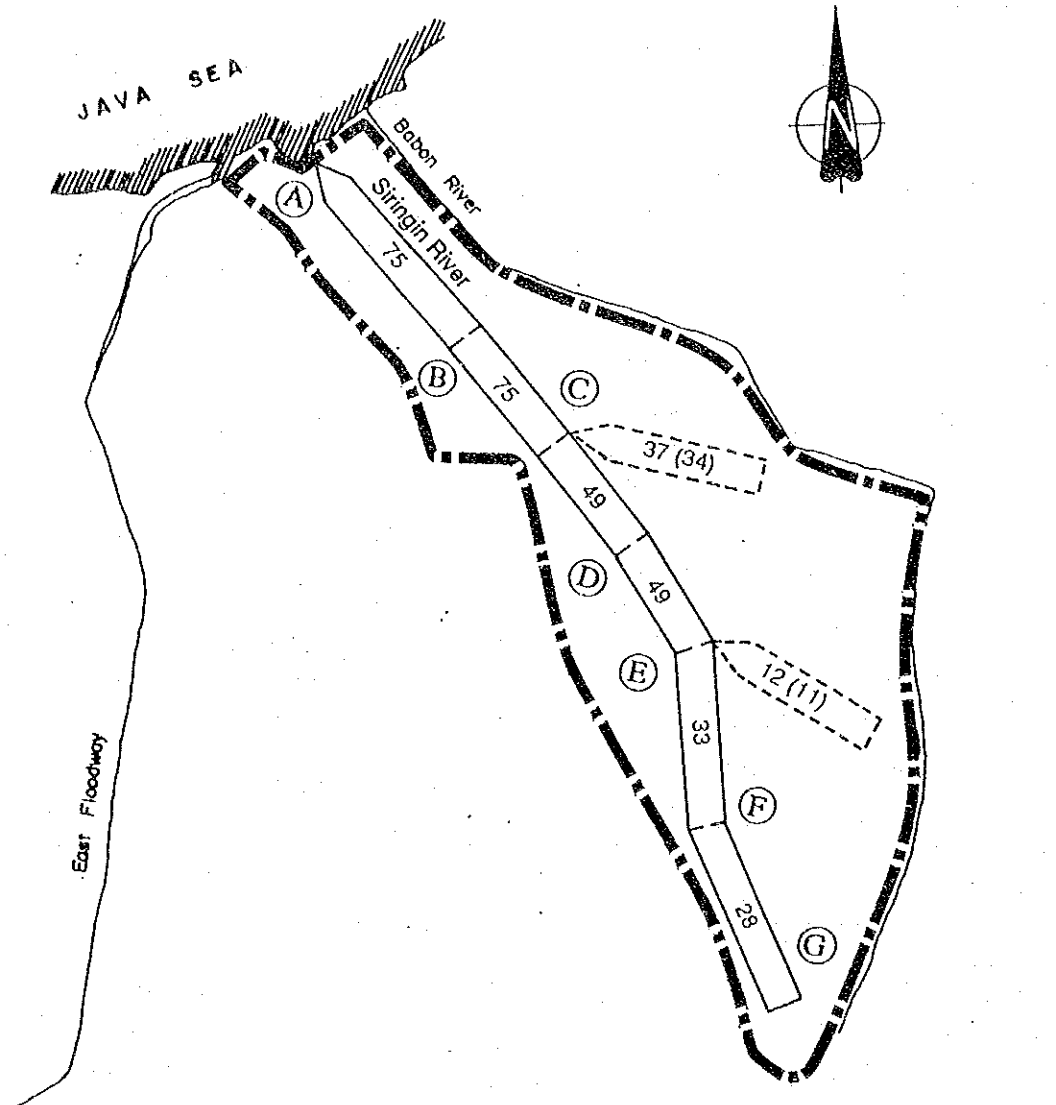 JAVA SEA
N
Babon River
Siringin River
A
75
B
75
C
37 (34)
49
D
49
E
12 (11)
33
F
28
G
East Floodway